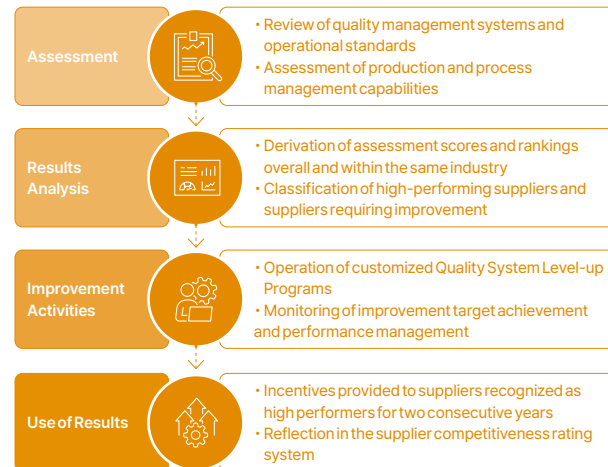 Assessment
• Review of quality management systems and
operational standards
• Assessment of production and process
management capabilities
Results
Analysis
• Derivation of assessment scores and rankings
overall and within the same industry
• Classification of high-performing suppliers and
suppliers requiring improvement
Improvement
Activities
• Operation of customized Quality System Level-up
Programs
• Monitoring of improvement target achievement
and performance management
Use of Results
• Incentives provided to suppliers recognized as
high performers for two consecutive years
• Reflection in the supplier competitiveness rating
system